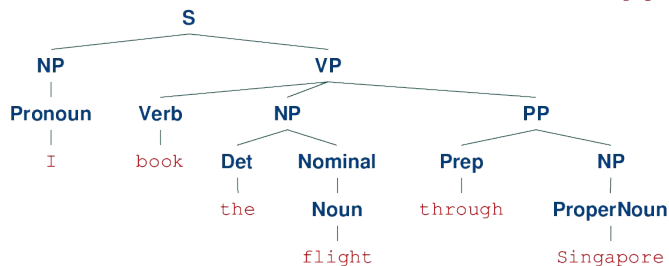 S
NP VP
Pronoun Verb NP PP
I book Det Nominal Prep NP
the Noun through ProperNoun
flight Singapore